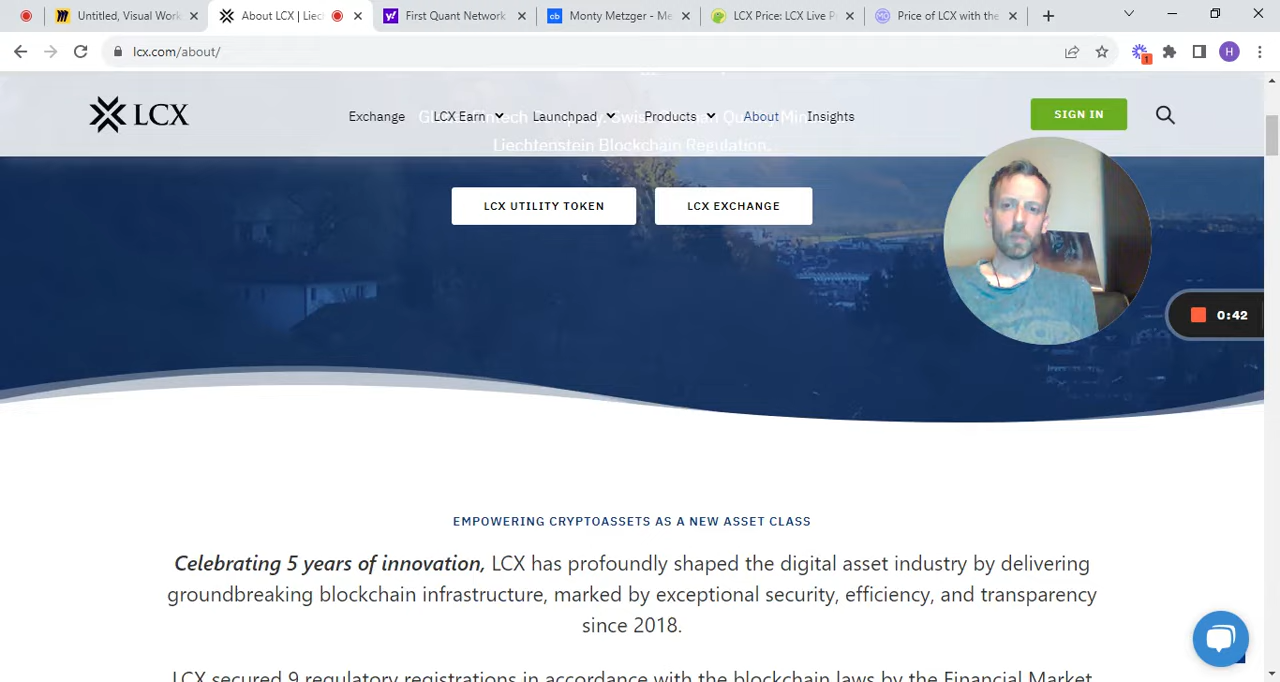 Untitled, Visual Work
About LCX | Liec
First Quant Network
Monty Metzger - Me
LCX Price: LCX Live P
Price of LCX with the
lcx.com/about/
1
H
LCX
Exchange
LCX Earn
Launchpad
Products
About
Insights
SIGN IN
Liechtenstein Blockchain Regulation.
LCX UTILITY TOKEN
LCX EXCHANGE
0:42
EMPOWERING CRYPTOASSETS AS A NEW ASSET CLASS
Celebrating 5 years of innovation, LCX has profoundly shaped the digital asset industry by delivering
groundbreaking blockchain infrastructure, marked by exceptional security, efficiency, and transparency
since 2018.
LCX secured 9 regulatory registrations in accordance with the blockchain laws by the Financial Market